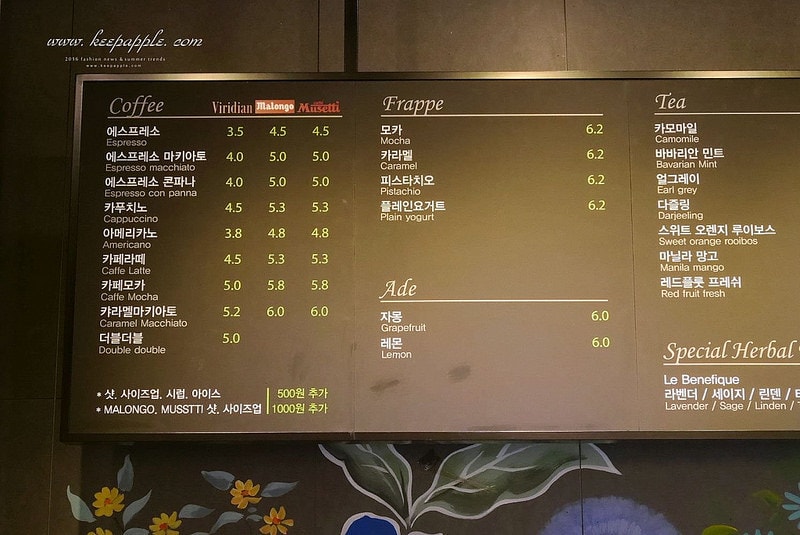 www. keepapple. com
2016 fashion news & summer trends
www.keepapple.com
Coffee Viridian Malongo caffè Musetti
에스프레소 3.5 4.5 4.5
Espresso
에스프레소 마키아토 4.0 5.0 5.0
Espresso macchiato
에스프레소 콘파나 4.0 5.0 5.0
Espresso con panna
카푸치노 4.5 5.3 5.3
Cappuccino
아메리카노 3.8 4.8 4.8
Americano
카페라떼 4.5 5.3 5.3
Caffe Latte
카페모카 5.0 5.8 5.8
Caffe Mocha
캬라멜마키아토 5.2 6.0 6.0
Caramel Macchiato
더블더블 5.0
Double double
* 샷, 사이즈업, 시럽, 아이스 500원 추가
* MALONGO, MUSSTTI 샷, 사이즈업 1000원 추가
Frappe
모카 6.2
Mocha
카라멜 6.2
Caramel
피스타치오 6.2
Pistachio
플레인요거트 6.2
Plain yogurt
Ade
자몽 6.0
Grapefruit
레몬 6.0
Lemon
Tea
카모마일
Camomile
바바리안 민트
Bavarian Mint
얼그레이
Earl grey
다즐링
Darjeeling
스위트 오렌지 루이보스
Sweet orange rooibos
마닐라 망고
Manila mango
레드플룻 프레쉬
Red fruit fresh
Special Herbal
Le Benefique
라벤더 / 세이지 / 린덴 /
Lavender / Sage / Linden /